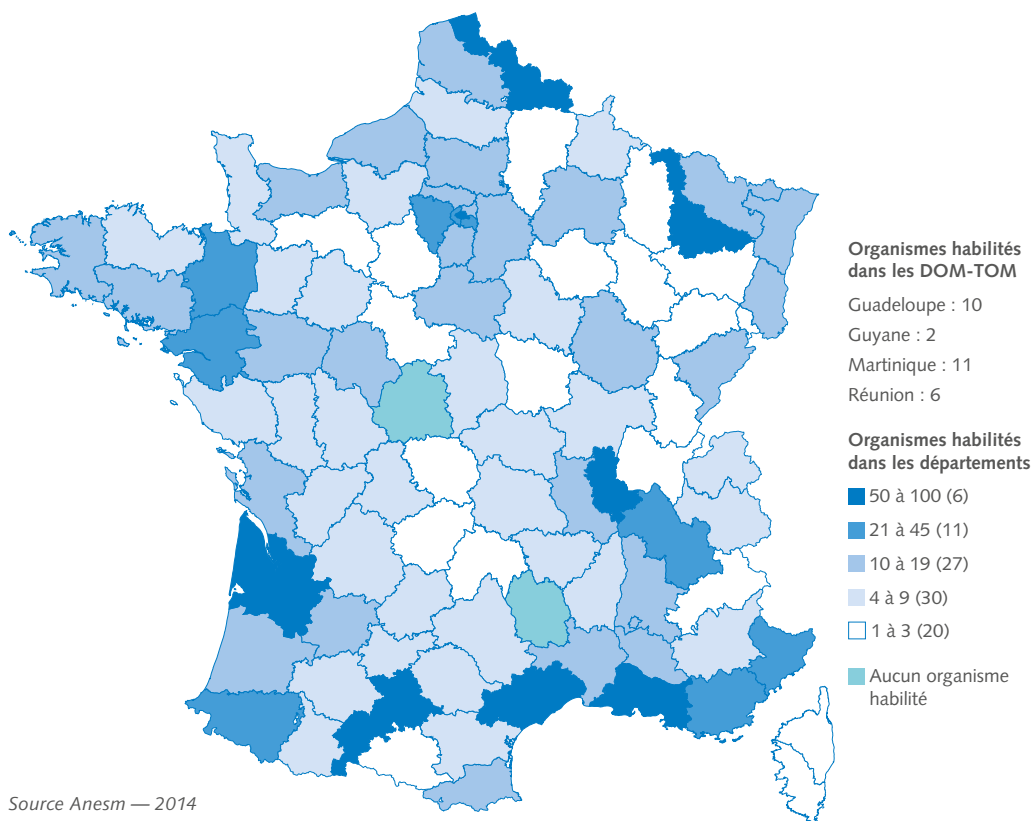 Organismes habilités
dans les DOM-TOM
Guadeloupe : 10
Guyane : 2
Martinique : 11
Réunion : 6
Organismes habilités
dans les départements
50 à 100 (6)
21 à 45 (11)
10 à 19 (27)
4 à 9 (30)
1 à 3 (20)
Aucun organisme
habilité
Source Anesm — 2014